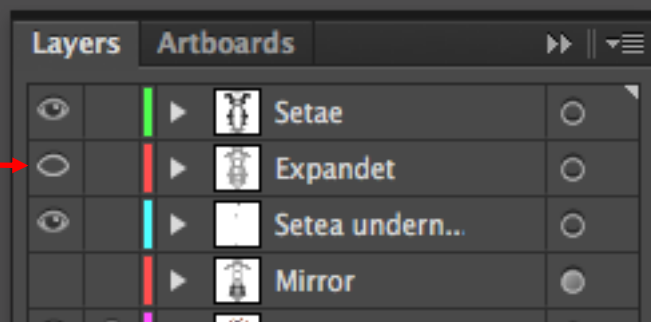 Layers Artboards
Setae
Expandet
Setea undern...
Mirror